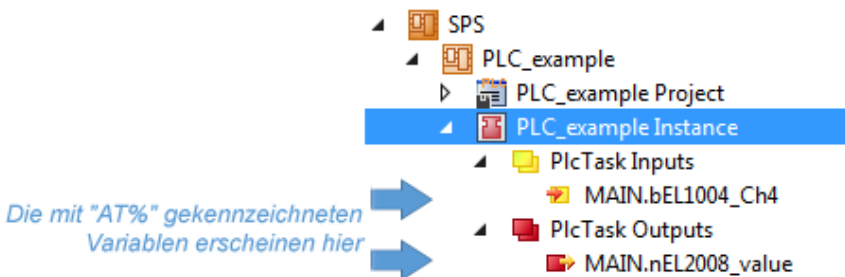 SPS
PLC_example
PLC_example Project
PLC_example Instance
PlcTask Inputs
MAIN.bEL1004_Ch4
Die mit "AT%" gekennzeichneten
Variablen erscheinen hier
PlcTask Outputs
MAIN.nEL2008_value